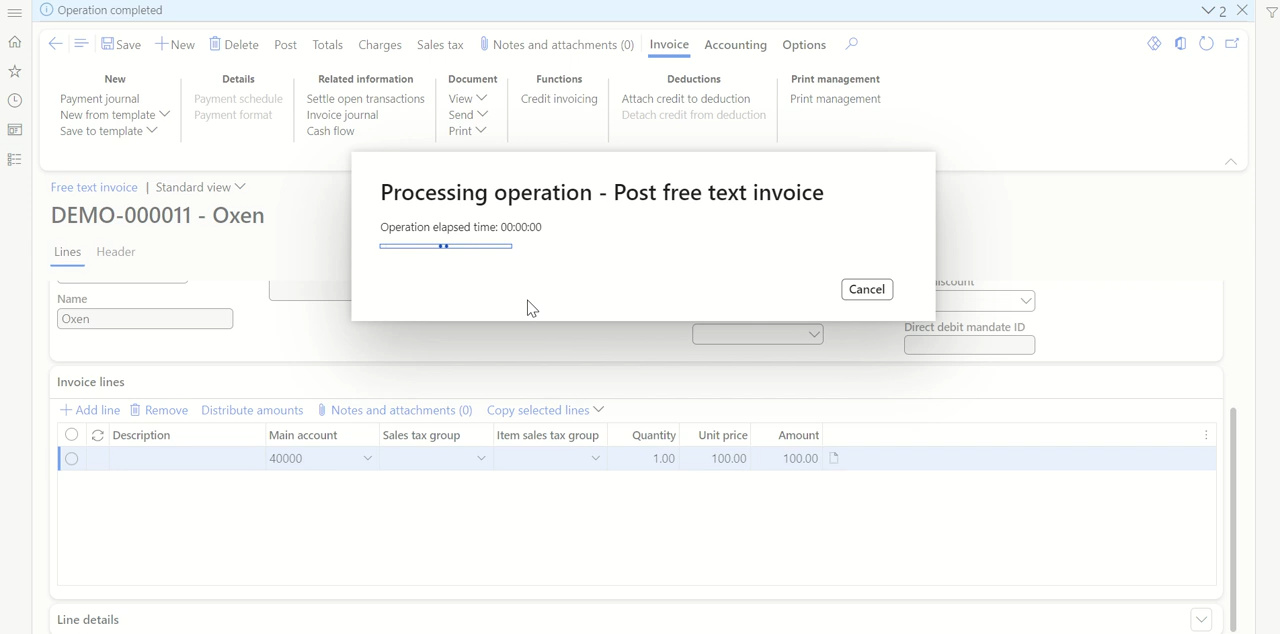 Operation completed
2
Save New Delete Post Totals Charges Sales tax Notes and attachments (0) Invoice Accounting Options
New Details Related information Document Functions Deductions Print management
Payment journal Payment schedule Settle open transactions View Credit invoicing Attach credit to deduction Print management
New from template Payment format Invoice journal Send Detach credit from deduction
Save to template Cash flow Print
Processing operation - Post free text invoice
Operation elapsed time: 00:00:00
Cancel
Free text invoice | Standard view
DEMO-000011 - Oxen
Lines Header
Name
Oxen
Direct debit mandate ID
Invoice lines
Add line Remove Distribute amounts Notes and attachments (0) Copy selected lines
Description Main account Sales tax group Item sales tax group Quantity Unit price Amount
40000 1.00 100.00 100.00
Line details